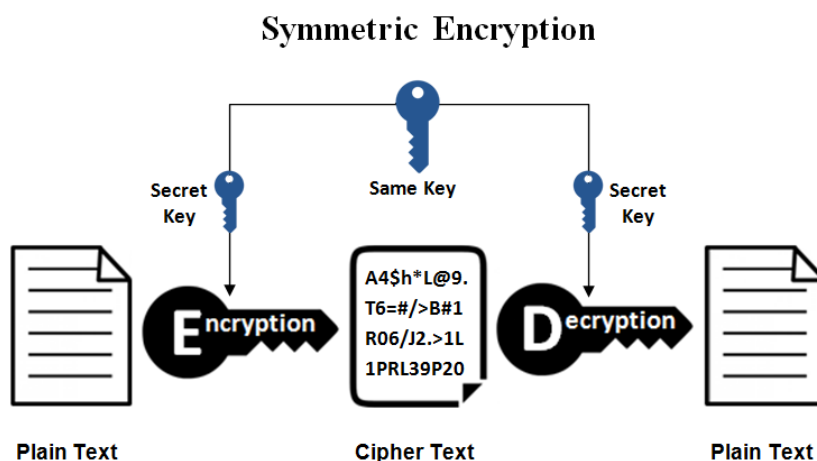 Symmetric Encryption
Same Key
Secret
Key
Secret
Key
Encryption
A4$h*L@9.
T6=#/>B#1
R06/J2.>1L
1PRL39P20
Decryption
Plain Text
Cipher Text
Plain Text